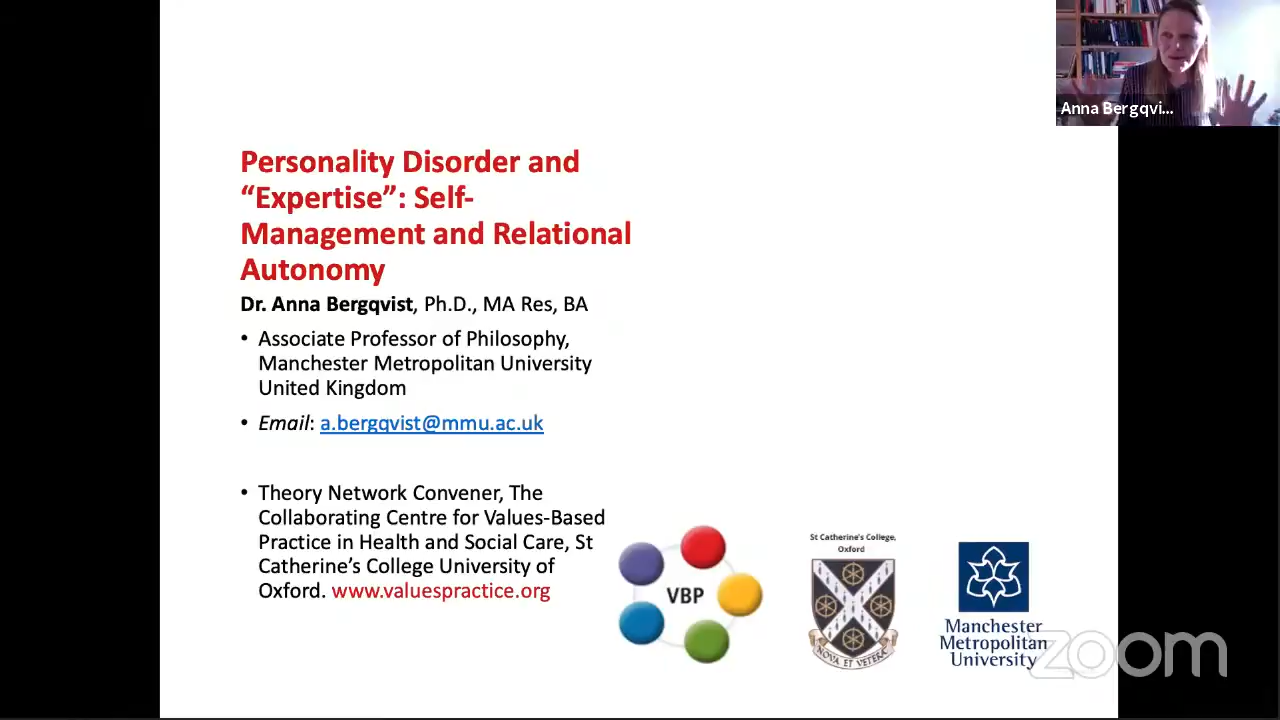 Anna Bergqvi...
Personality Disorder and
“Expertise”: Self-
Management and Relational
Autonomy
Dr. Anna Bergqvist, Ph.D., MA Res, BA
• Associate Professor of Philosophy,
Manchester Metropolitan University
United Kingdom
• Email: a.bergqvist@mmu.ac.uk
• Theory Network Convener, The
Collaborating Centre for Values-Based
Practice in Health and Social Care, St
Catherine’s College University of
Oxford. www.valuespractice.org
VBP
St Catherine's College,
Oxford
NOVA ET VETERA
Manchester
Metropolitan
University
zoom